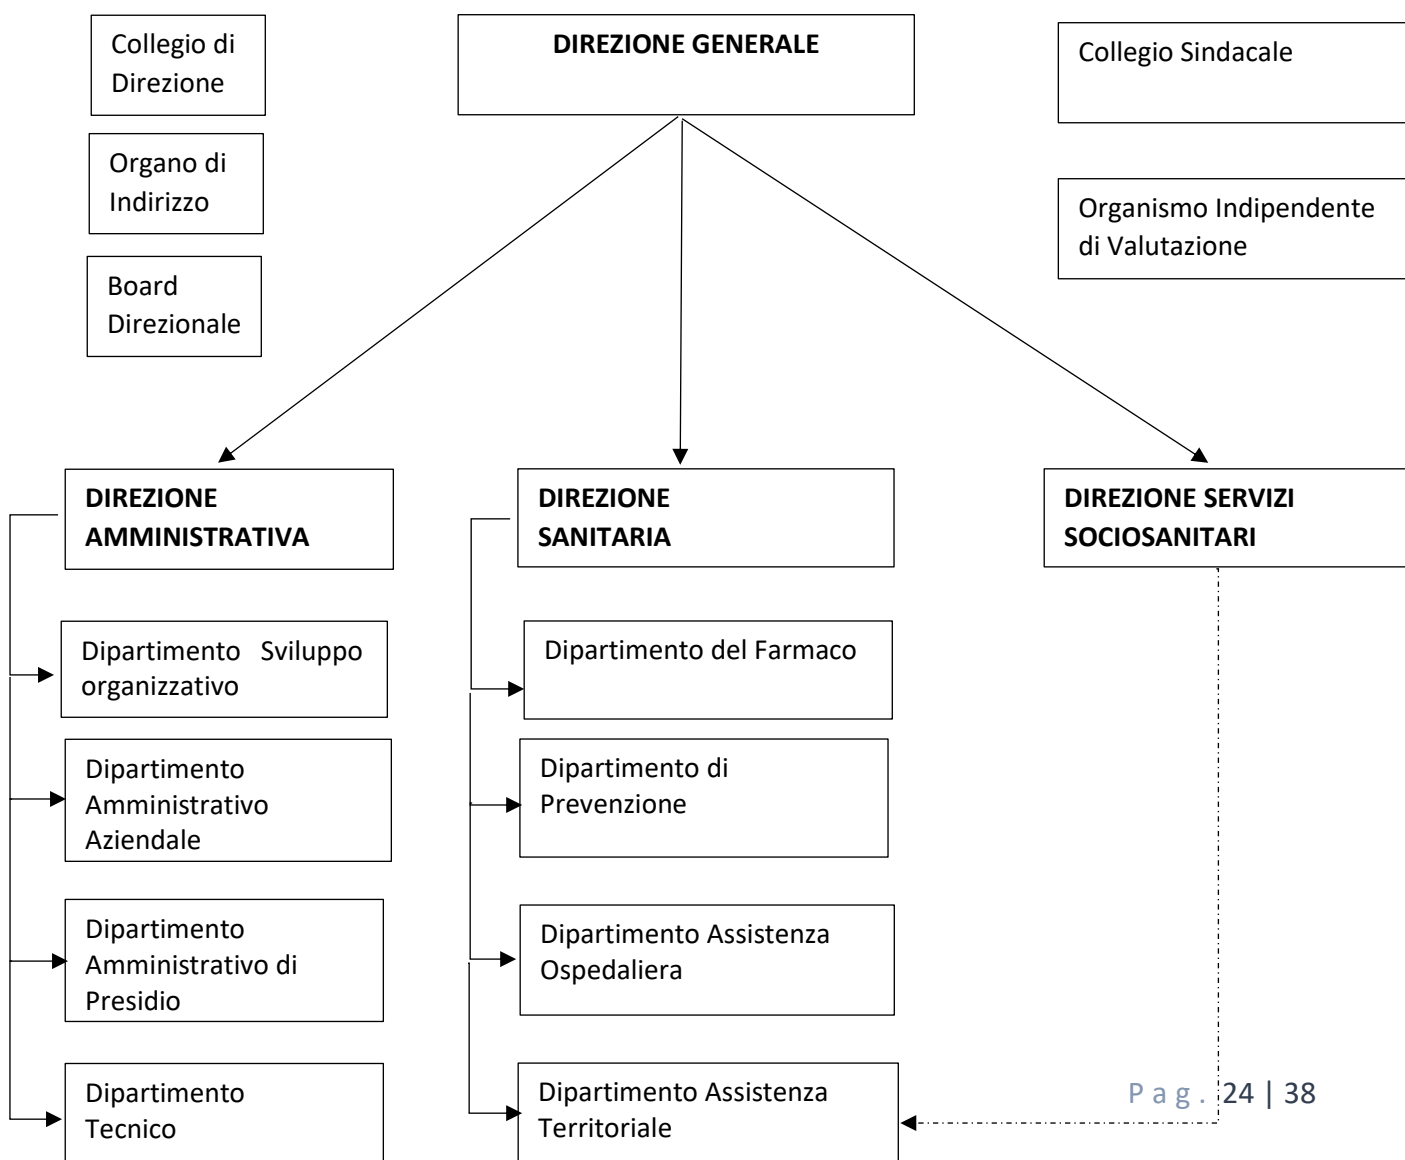 Collegio di
Direzione
DIREZIONE GENERALE
Collegio Sindacale
Organo di
Indirizzo
Organismo Indipendente
di Valutazione
Board
Direzionale
DIREZIONE
AMMINISTRATIVA
DIREZIONE
SANITARIA
DIREZIONE SERVIZI
SOCIOSANITARI
Dipartimento Sviluppo
organizzativo
Dipartimento del Farmaco
Dipartimento
Amministrativo
Aziendale
Dipartimento di
Prevenzione
Dipartimento
Amministrativo di
Presidio
Dipartimento Assistenza
Ospedaliera
Dipartimento
Tecnico
Dipartimento Assistenza
Territoriale
Pag. 24 | 38